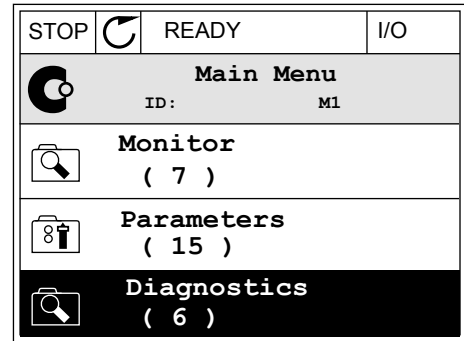 STOP READY I/O
Main Menu
ID: M1
Monitor
( 7 )
Parameters
( 15 )
Diagnostics
( 6 )